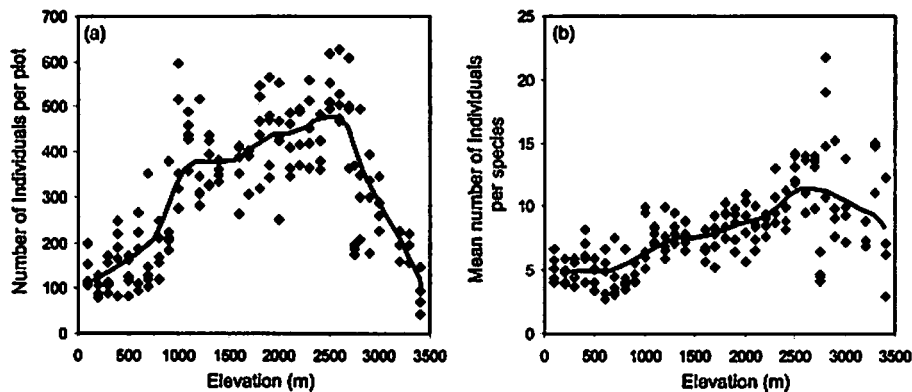 (a)
Number of Individuals per plot
700
600
500
400
300
200
100
0
0 500 1000 1500 2000 2500 3000 3500
Elevation (m)
(b)
Mean number of Individuals
per species
25
20
15
10
5
0
0 500 1000 1500 2000 2500 3000 3500
Elevation (m)